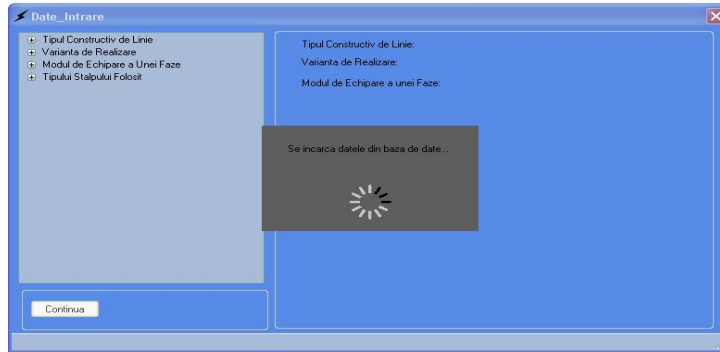 Date_Intrare
Tipul Constructiv de Linie
Varianta de Realizare
Modul de Echipare a Unei Faze
Tipului Stalpului Folosit
Tipul Constructiv de Linie:
Varianta de Realizare:
Modul de Echipare a unei Faze:
Se incarca datele din baza de date...
Continua